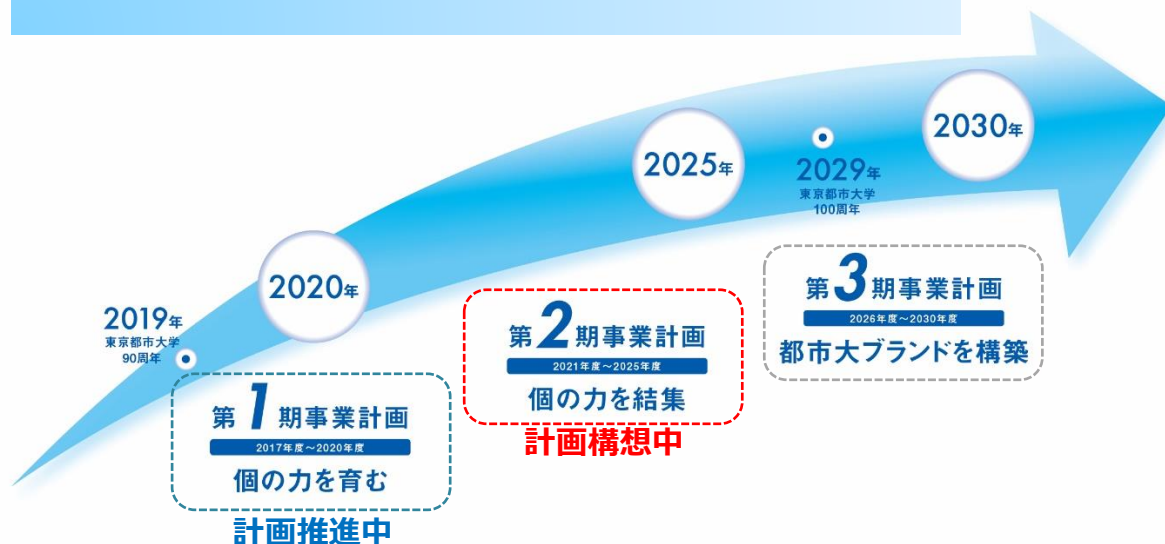 2019年
東京都市大学
90周年
2020年
2025年
2029年
東京都市大学
100周年
2030年
第1期事業計画
2017年度~2020年度
個の力を育む
計画推進中
第2期事業計画
2021年度~2025年度
個の力を結集
計画構想中
第3期事業計画
2026年度~2030年度
都市大ブランドを構築